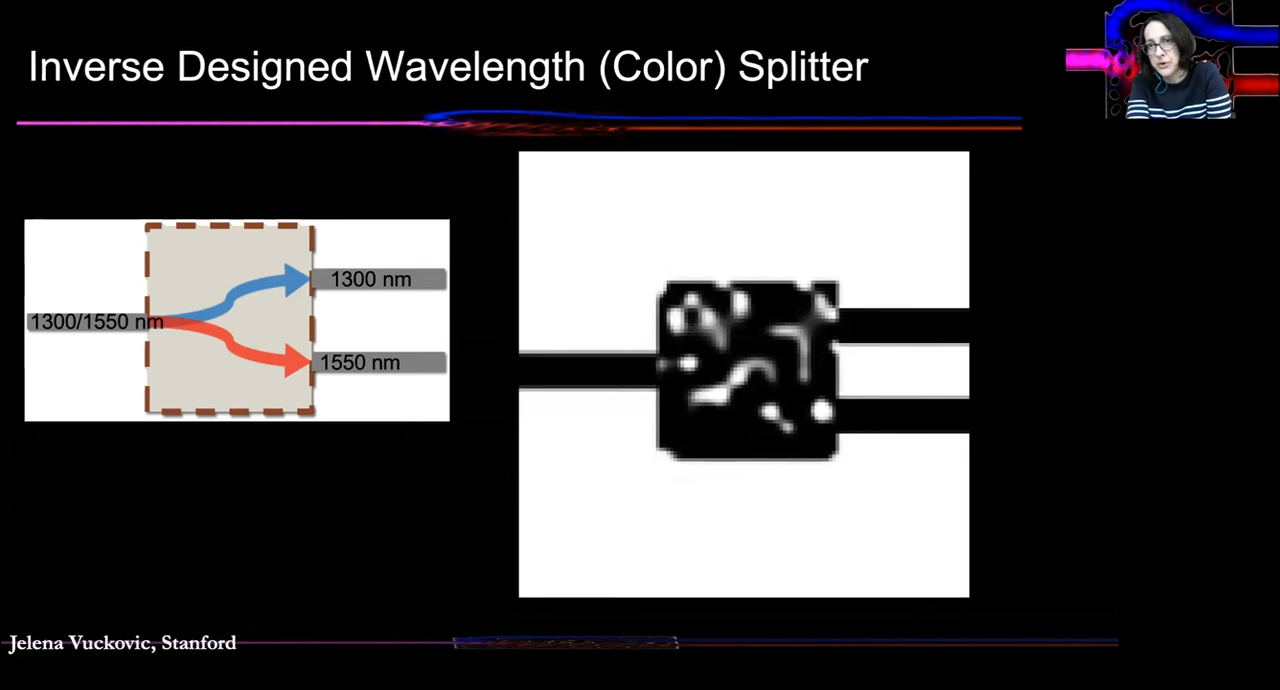 Inverse Designed Wavelength (Color) Splitter
1300 nm
1300/1550 nm
1550 nm
Jelena Vuckovic, Stanford